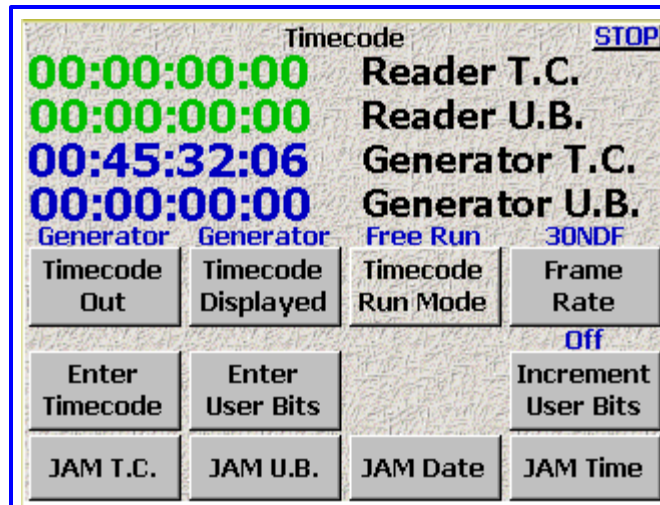 Timecode STOP
00:00:00:00 Reader T.C.
00:00:00:00 Reader U.B.
00:45:32:06 Generator T.C.
00:00:00:00 Generator U.B.
Generator Generator Free Run 30NDF
Timecode Timecode Timecode Frame
Out Displayed Run Mode Rate
Off
Enter Enter Increment
Timecode User Bits User Bits
JAM T.C. JAM U.B. JAM Date JAM Time